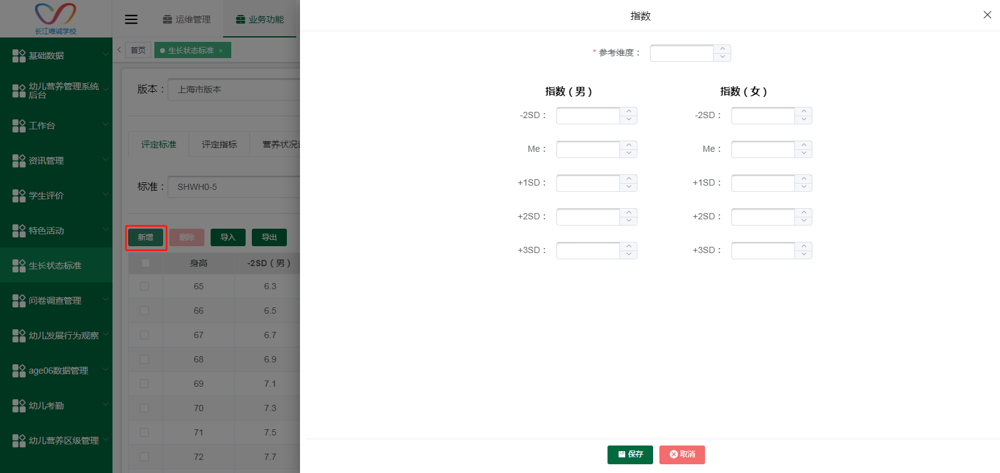 长江唯诚学校
运维管理
业务功能
首页
生长状态标准 ×
基础数据
幼儿营养管理系统
后台
工作台
资讯管理
学生评价
特色活动
生长状态标准
问卷调查管理
幼儿发展行为观察
age06数据管理
幼儿考勤
幼儿营养区级管理
版本：
上海市版本
评定标准
评定指标
营养状况
标准：
SHWH0-5
新增
删除
导入
导出
身高 -2SD（男）
65 6.3
66 6.5
67 6.7
68 6.9
69 7.1
70 7.3
71 7.5
72 7.7
指数
* 参考维度：
指数（男） 指数（女）
-2SD： -2SD：
Me： Me：
+1SD： +1SD：
+2SD： +2SD：
+3SD： +3SD：
保存
取消